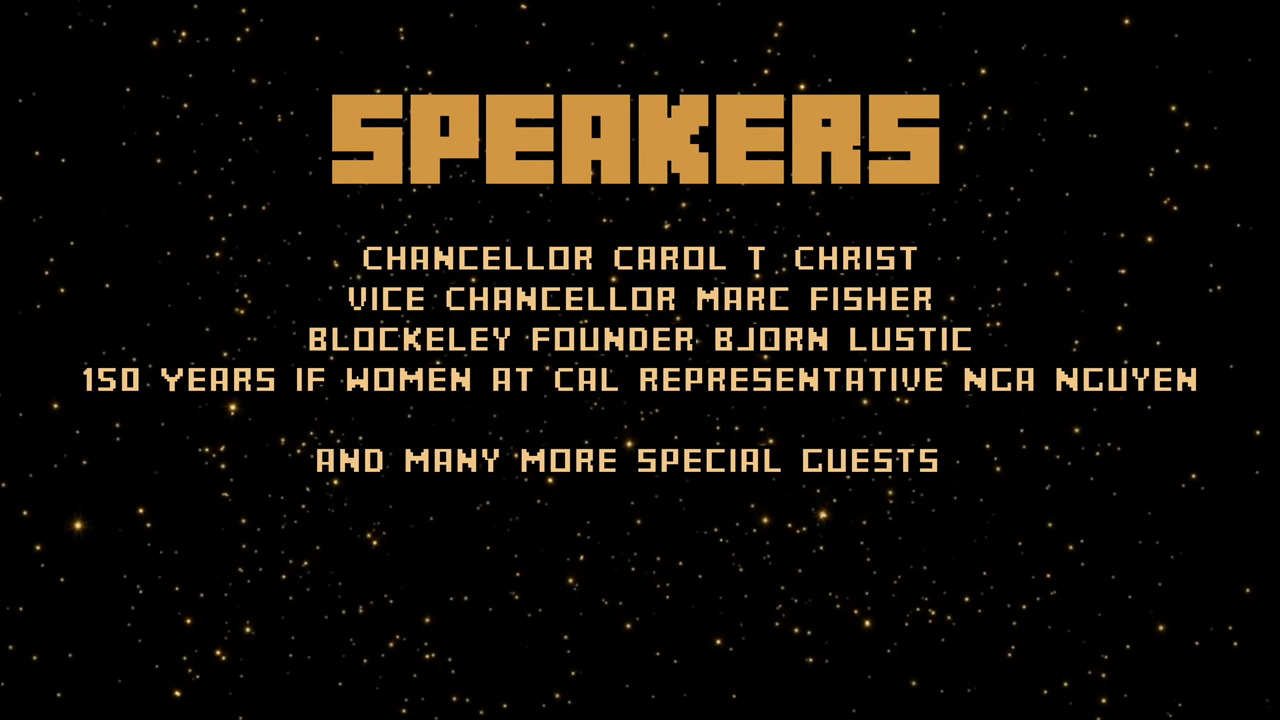 SPEAKERS
CHANCELLOR CAROL T CHRIST
VICE CHANCELLOR MARC FISHER
BLOCKELEY FOUNDER BJORN LUSTIC
150 YEARS IF WOMEN AT CAL REPRESENTATIVE NGA NGUYEN
AND MANY MORE SPECIAL GUESTS